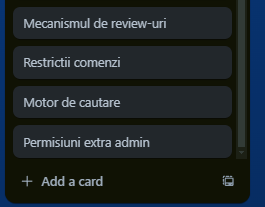 Mecanismul de review-uri
Restrictii comenzi
Motor de cautare
Permisiuni extra admin
+ Add a card